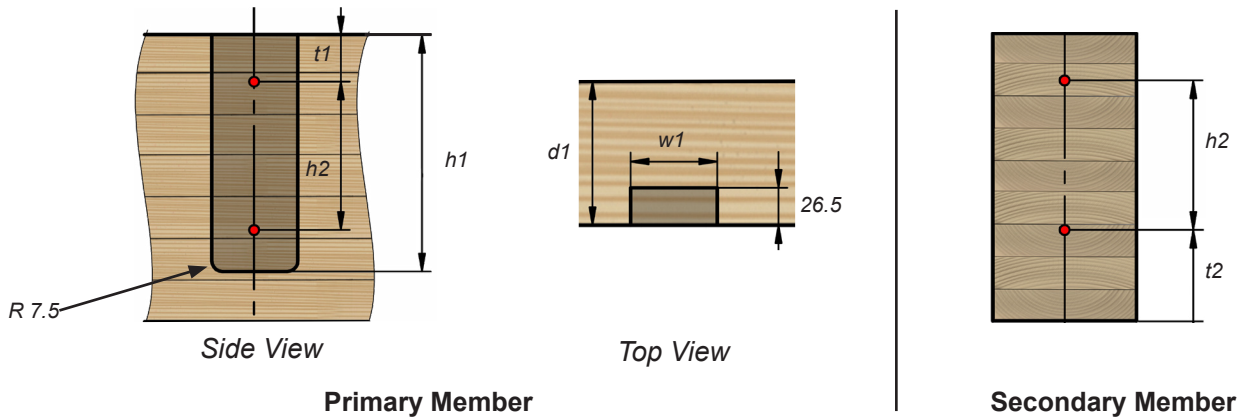 t1
h2
h1
R 7.5
Side View
d1
w1
26.5
Top View
Primary Member
h2
t2
Secondary Member